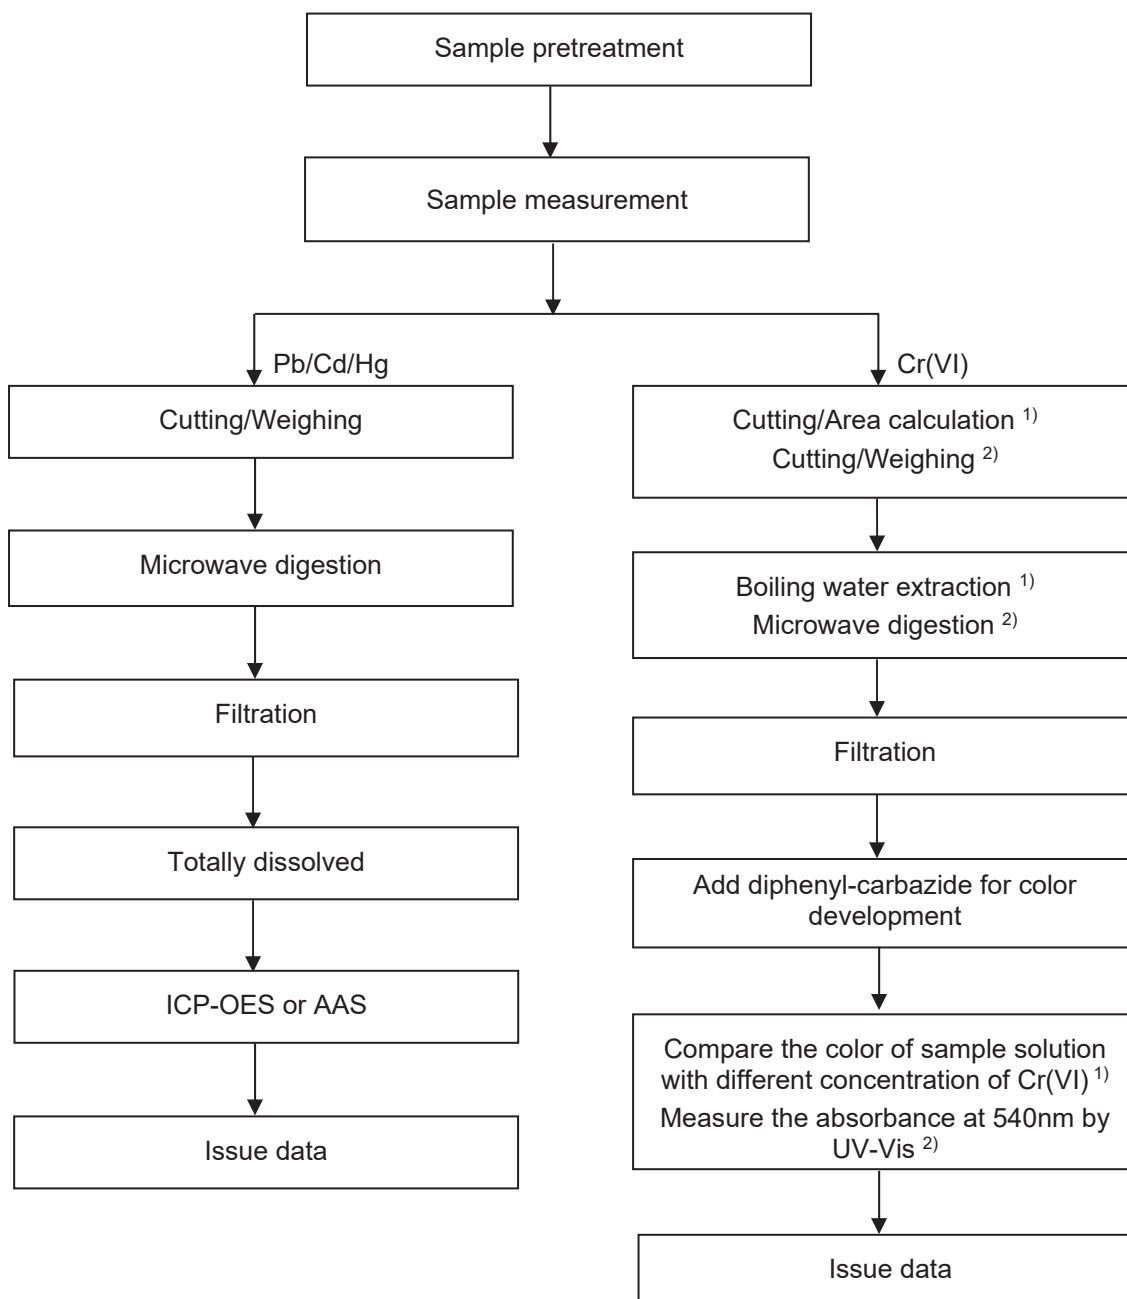 Sample pretreatment
Sample measurement
Pb/Cd/Hg
Cutting/Weighing
Microwave digestion
Filtration
Totally dissolved
ICP-OES or AAS
Issue data
Cr(VI)
Cutting/Area calculation 1)
Cutting/Weighing 2)
Boiling water extraction 1)
Microwave digestion 2)
Filtration
Add diphenyl-carbazide for color
development
Compare the color of sample solution
with different concentration of Cr(VI) 1)
Measure the absorbance at 540nm by
UV-Vis 2)
Issue data